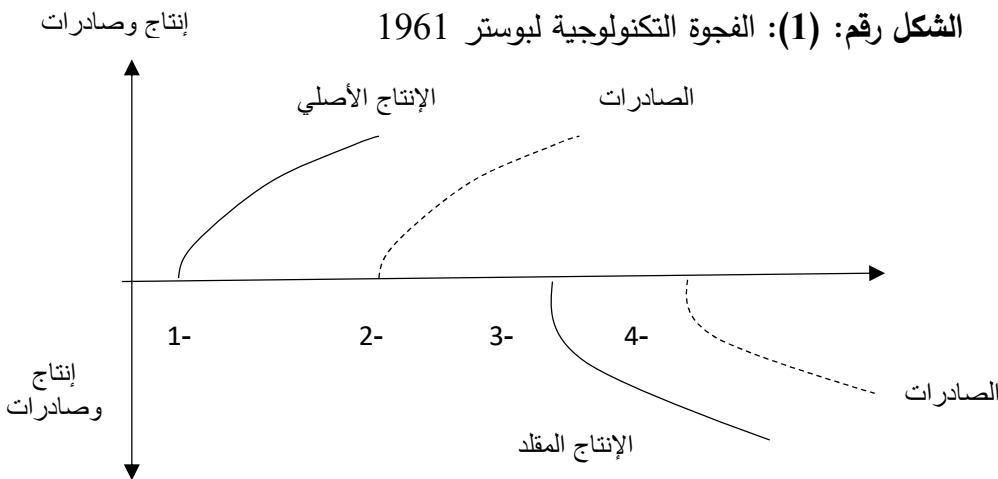 الشكل رقم: (1): الفجوة التكنولوجية لبوستر 1961
إنتاج وصادرات
الإنتاج الأصلي
الصادرات
1-
2-
3-
4-
إنتاج
وصادرات
الصادرات
الإنتاج المقلد